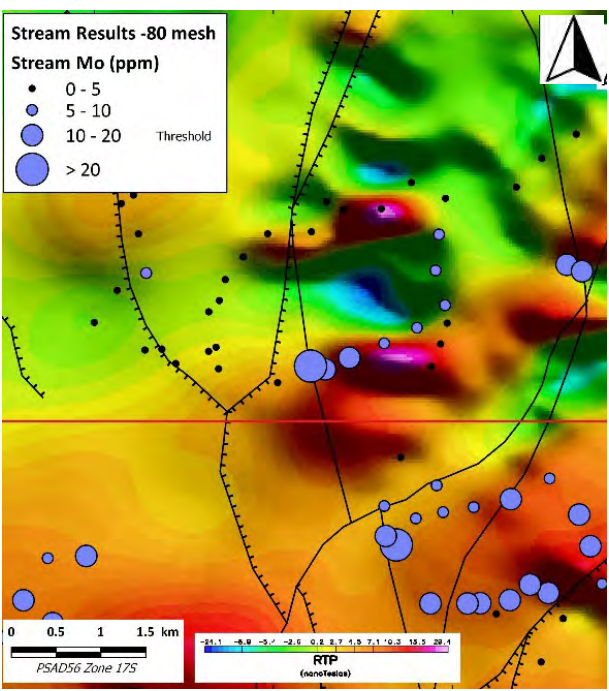 Stream Results -80 mesh
Stream Mo (ppm)
0 - 5
5 - 10
10 - 20 Threshold
> 20
A
0 0.5 1 1.5 km
PSAD56 Zone 17S
RTP
(nanoTeslas)